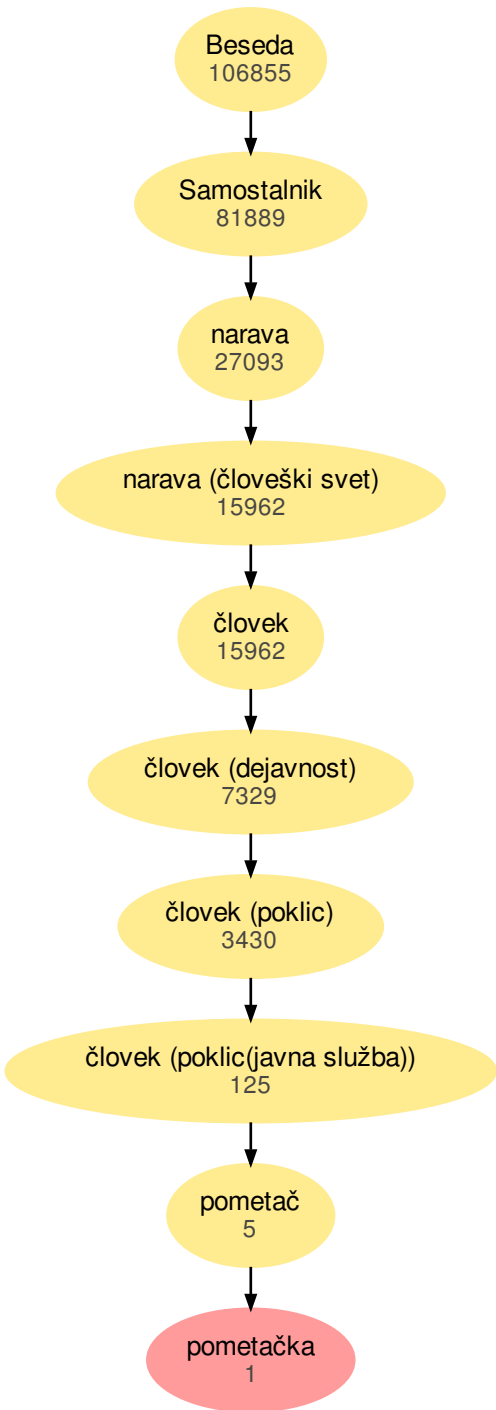 Beseda
106855
Samostalnik
81889
narava
27093
narava (človeški svet)
15962
človek
15962
človek (dejavnost)
7329
človek (poklic)
3430
človek (poklic(javna služba))
125
pometač
5
pometačka
1